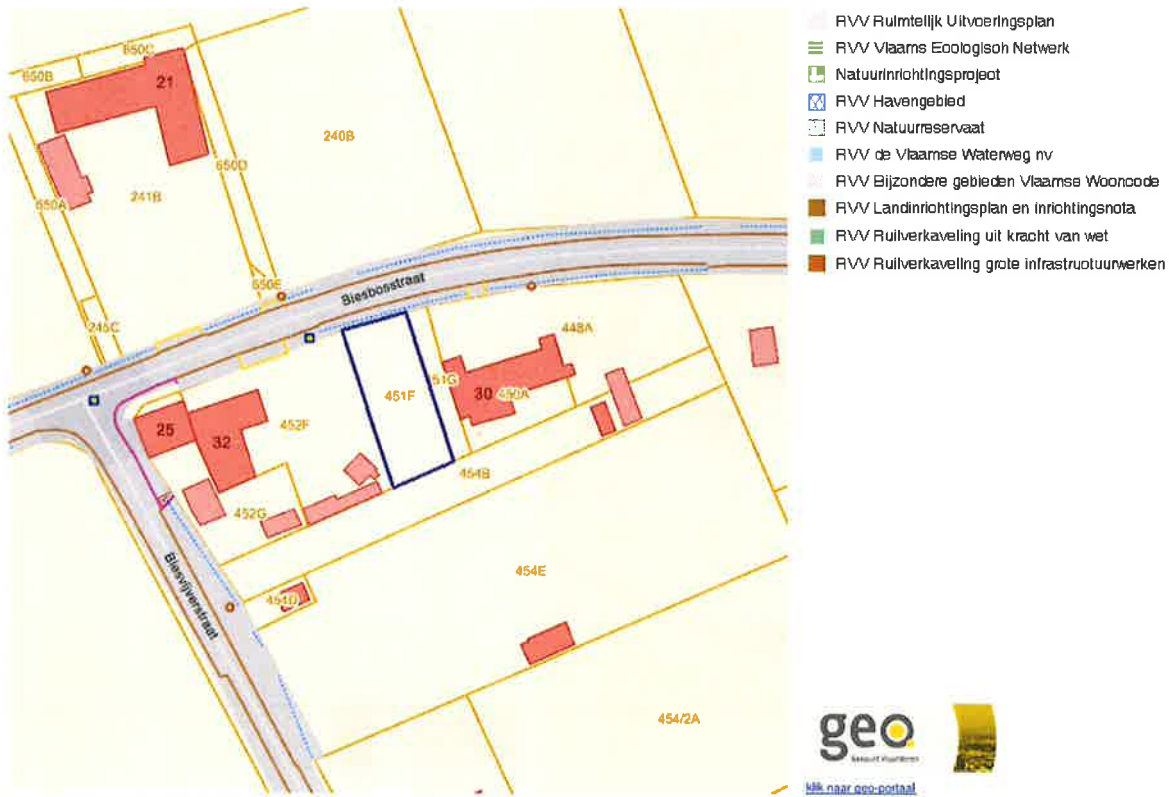 650C
650B
21
240B
650D
650A
241B
650E
Biesbosstraat
245C
448A
451F
51G
30
450A
25
32
452F
454B
452G
454E
454D
Biesvijverstraat
454/2A
RVV Ruimtelijk Uitvoeringsplan
RVV Vlaams Ecologisch Netwerk
Natuurinrichtingsproject
RVV Havengebied
RVV Natuurreservaat
RVV de Vlaamse Waterweg nv
RVV Bijzondere gebieden Vlaamse Wooncode
RVV Landinrichtingsplan en inrichtingsnota
RVV Ruilverkaveling uit kracht van wet
RVV Ruilverkaveling grote infrastructuurwerken
geo
klik naar geo-portaal